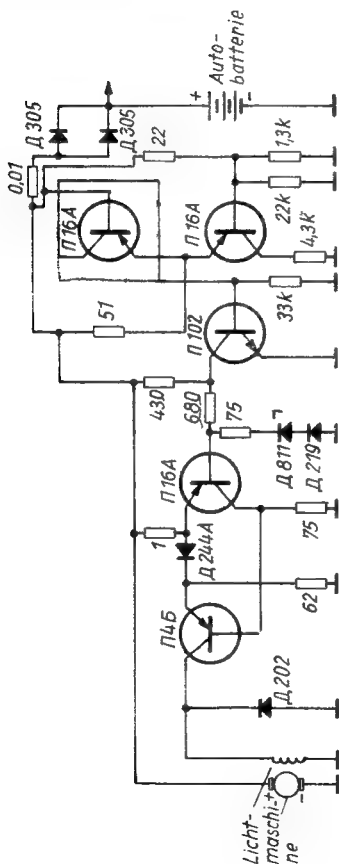 Licht-
maschi-
ne
+
-
Д202
П4Б
62
Д244А
1
П16А
75
75
Д811
Д219
680
430
51
П102
33k
П16А
П16А
4,3k
22k
1,3k
22
0,01
Д305
Д305
+
-
Auto-
batterie